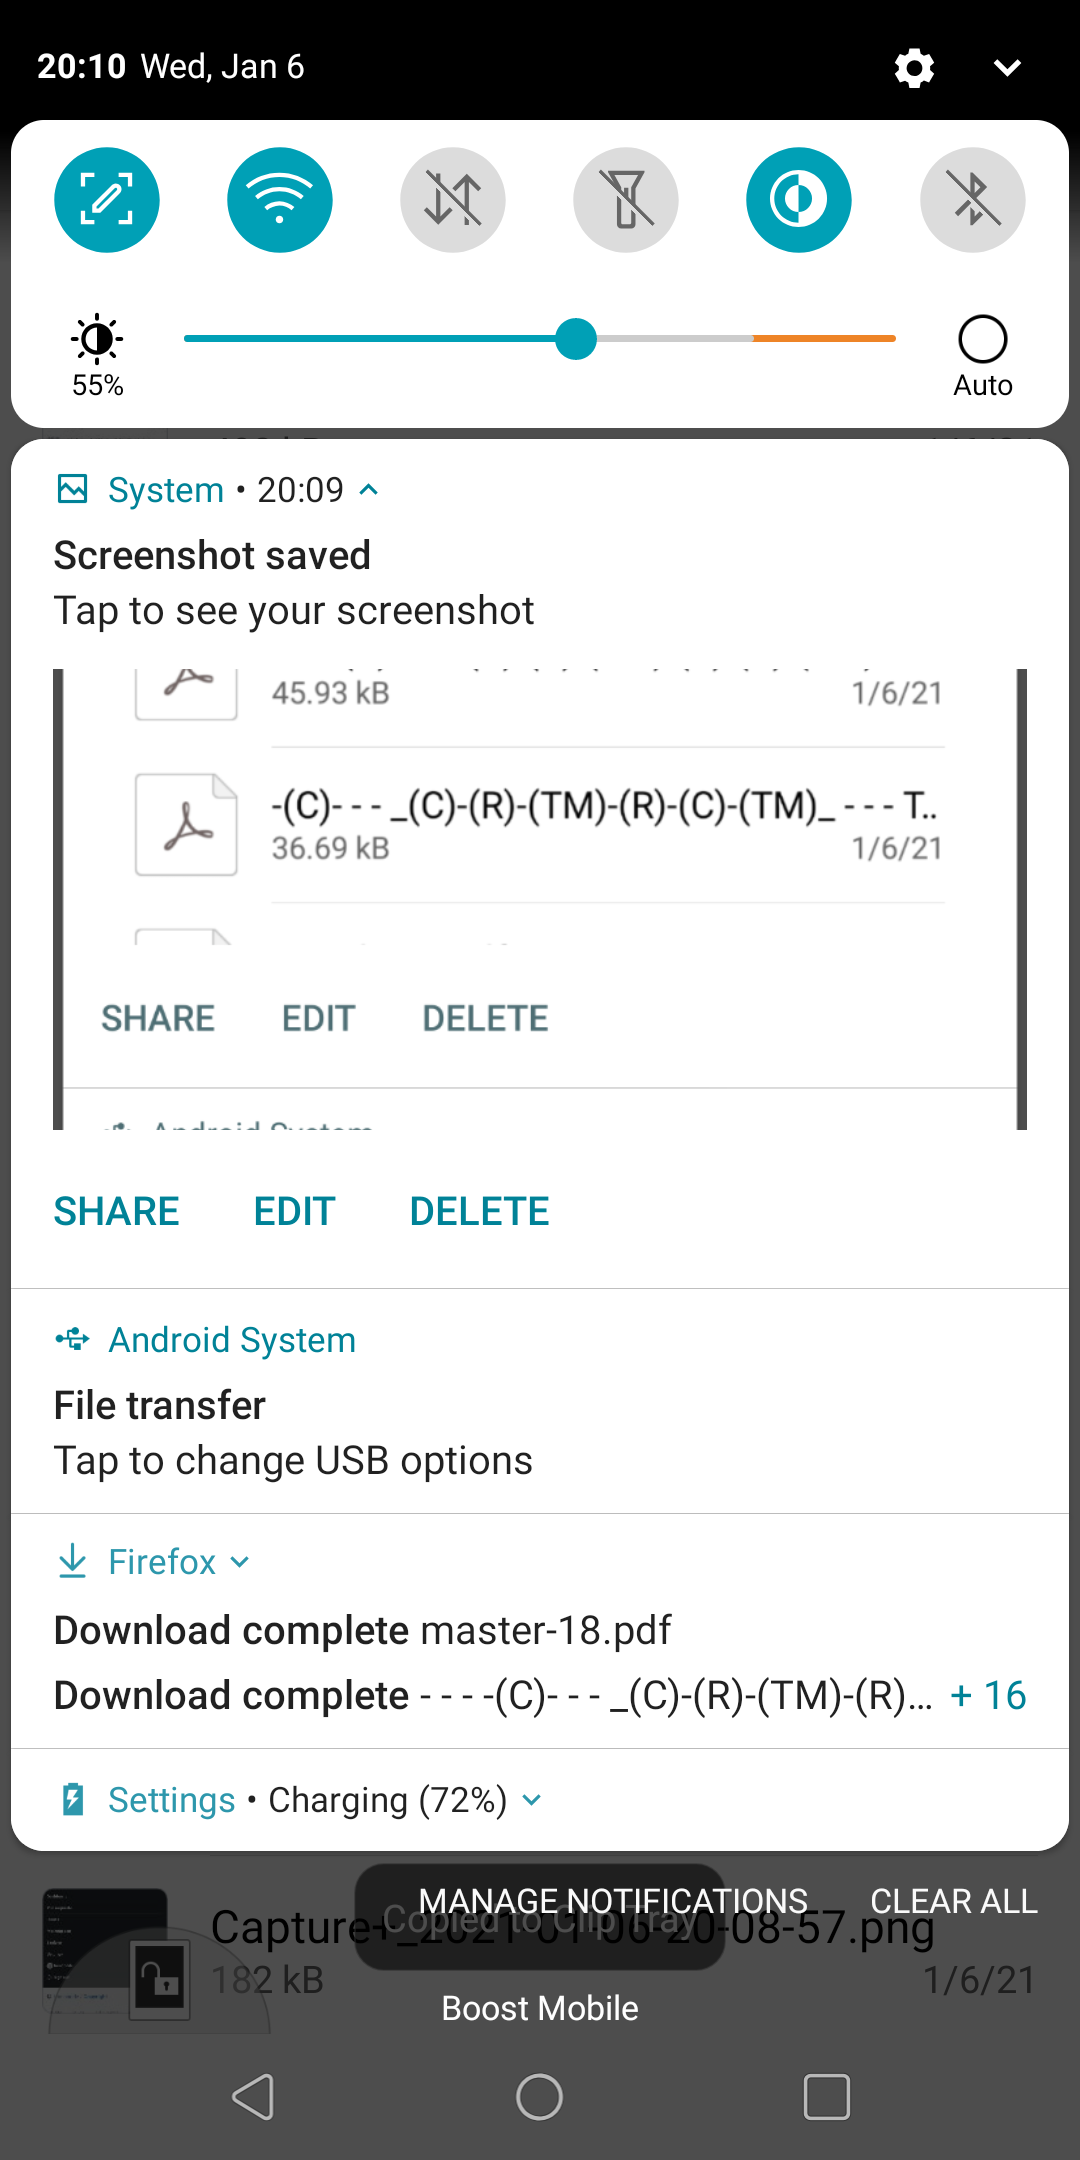 20:10 Wed, Jan 6
55%
Auto
System • 20:09
Screenshot saved
Tap to see your screenshot
45.93 kB 1/6/21
-(C)- - - _(C)-(R)-(TM)-(R)-(C)-(TM)_ - - - T..
36.69 kB 1/6/21
SHARE EDIT DELETE
Android System
SHARE EDIT DELETE
Android System
File transfer
Tap to change USB options
Firefox
Download complete master-18.pdf
Download complete - - - -(C)- - - _(C)-(R)-(TM)-(R)... + 16
Settings • Charging (72%)
MANAGE NOTIFICATIONS CLEAR ALL
Copied to Clip Tray
Capture+_2021-01-06-20-08-57.png
182 kB 1/6/21
Boost Mobile